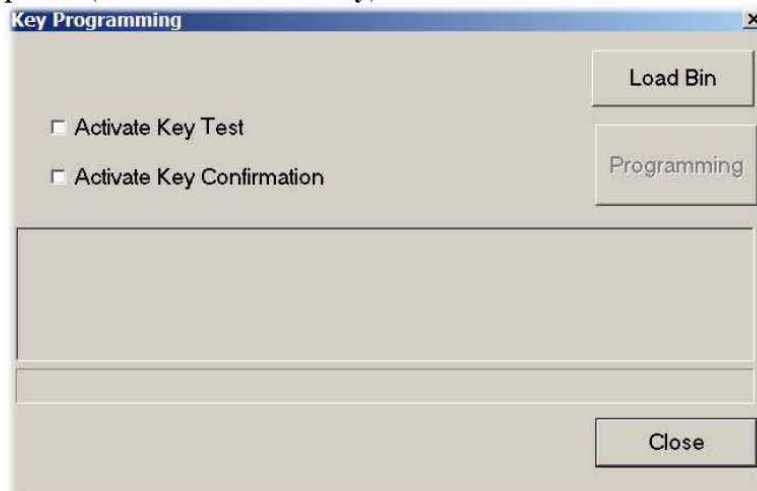 Key Programming
Load Bin
Activate Key Test
Activate Key Confirmation
Programming
Close